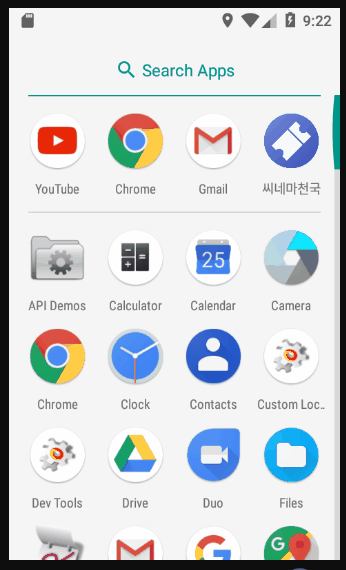 9:22
Search Apps
YouTube Chrome Gmail 씨네마천국
API Demos Calculator 25 Calendar Camera
Chrome Clock Contacts Custom Loc..
Dev Tools Drive Duo Files
G